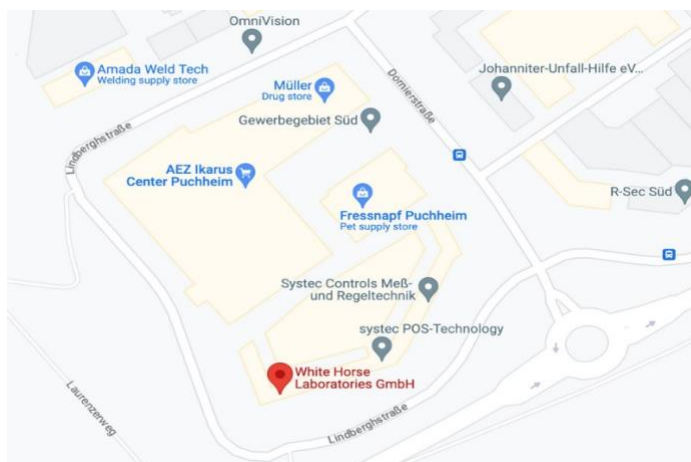 OmniVision
Amada Weld Tech
Welding supply store
Müller
Drug store
Johanniter-Unfall-Hilfe eV...
Dornierstraße
Gewerbegebiet Süd
Lindberghstraße
AEZ Ikarus
Center Puchheim
R-Sec Süd
Fressnapf Puchheim
Pet supply store
Systec Controls Meß-
und Regeltechnik
systec POS-Technology
White Horse
Laboratories GmbH
Laurenzerweg
Lindberghstraße